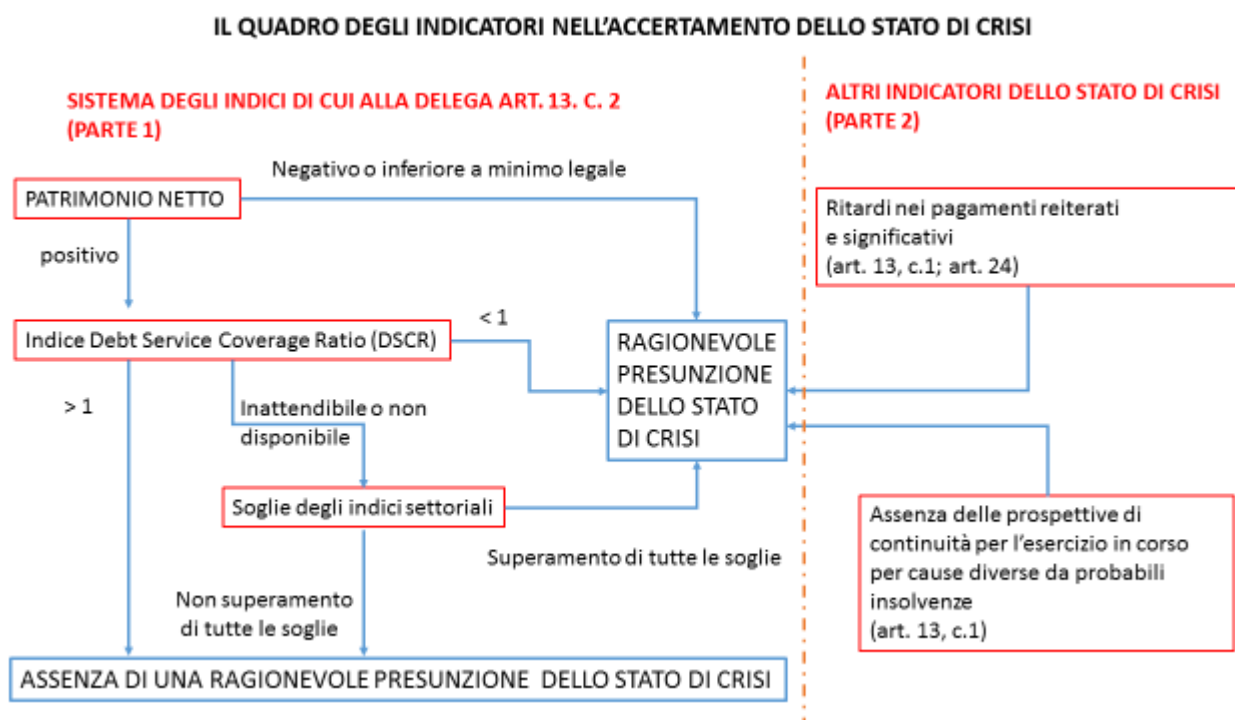 IL QUADRO DEGLI INDICATORI NELL'ACCERTAMENTO DELLO STATO DI CRISI
SISTEMA DEGLI INDICI DI CUI ALLA DELEGA ART. 13. C. 2
(PARTE 1)
ALTRI INDICATORI DELLO STATO DI CRISI
(PARTE 2)
Negativo o inferiore a minimo legale
PATRIMONIO NETTO
positivo
Ritardi nei pagamenti reiterati
e significativi
(art. 13, c.1; art. 24)
Indice Debt Service Coverage Ratio (DSCR)
< 1
RAGIONEVOLE
PRESUNZIONE
DELLO STATO
DI CRISI
> 1
Inattendibile o non
disponibile
Soglie degli indici settoriali
Superamento di tutte le soglie
Assenza delle prospettive di
continuità per l'esercizio in corso
per cause diverse da probabili
insolvenze
(art. 13, c.1)
Non superamento
di tutte le soglie
ASSENZA DI UNA RAGIONEVOLE PRESUNZIONE DELLO STATO DI CRISI